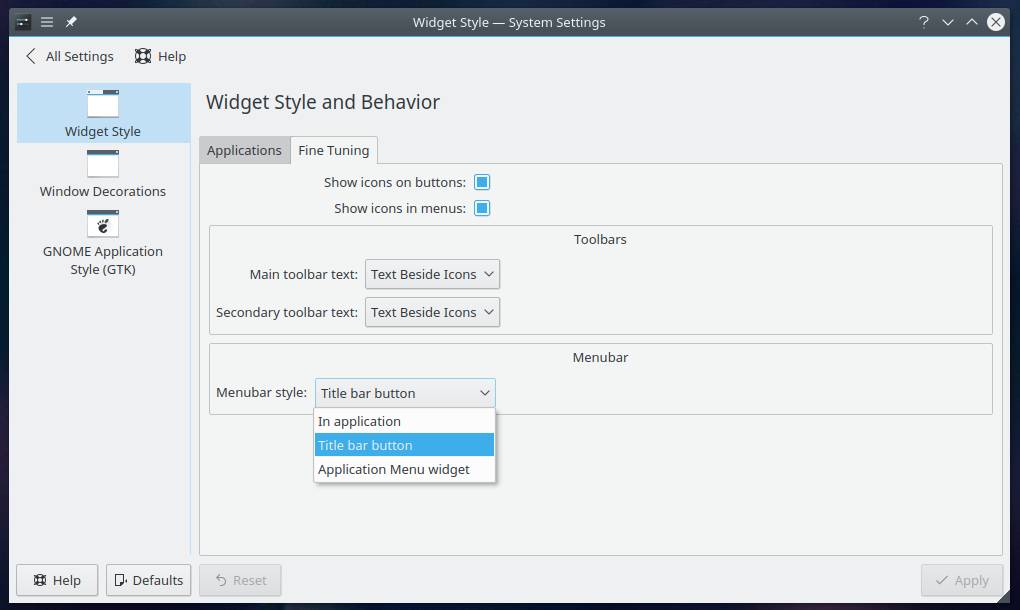 Widget Style — System Settings
?
All Settings
Help
Widget Style
Window Decorations
GNOME Application
Style (GTK)
Widget Style and Behavior
Applications
Fine Tuning
Show icons on buttons:
Show icons in menus:
Toolbars
Main toolbar text:
Text Beside Icons
Secondary toolbar text:
Text Beside Icons
Menubar
Menubar style:
Title bar button
In application
Title bar button
Application Menu widget
Help
Defaults
Reset
Apply